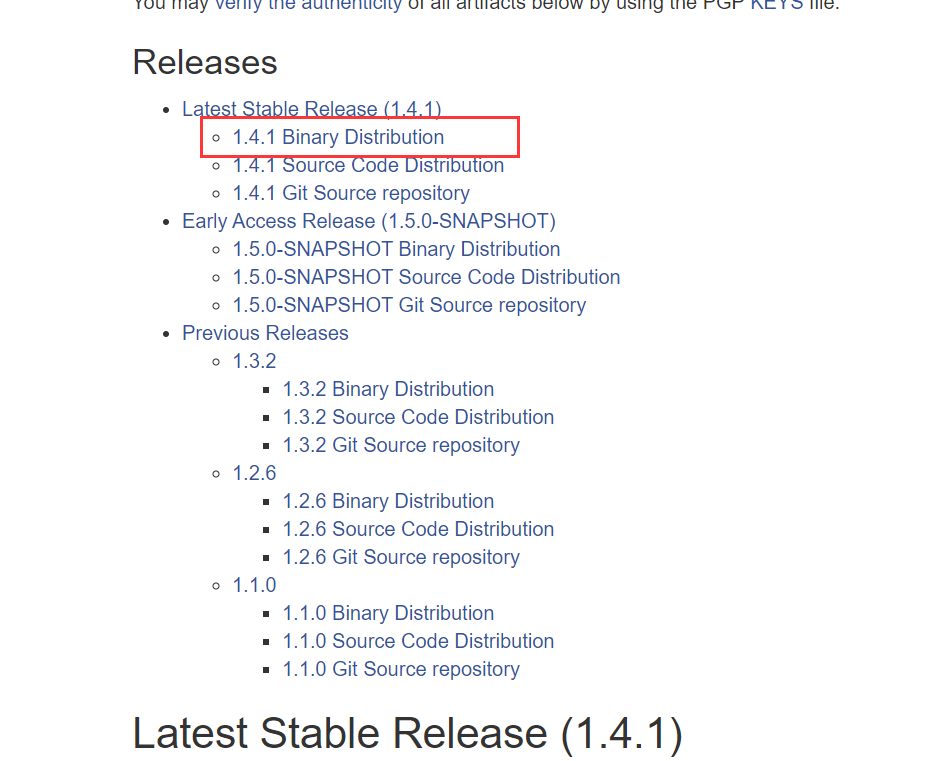 You may verify the authenticity of all artifacts below by using the PGP KEYS file.
Releases
Latest Stable Release (1.4.1)
1.4.1 Binary Distribution
1.4.1 Source Code Distribution
1.4.1 Git Source repository
Early Access Release (1.5.0-SNAPSHOT)
1.5.0-SNAPSHOT Binary Distribution
1.5.0-SNAPSHOT Source Code Distribution
1.5.0-SNAPSHOT Git Source repository
Previous Releases
1.3.2
1.3.2 Binary Distribution
1.3.2 Source Code Distribution
1.3.2 Git Source repository
1.2.6
1.2.6 Binary Distribution
1.2.6 Source Code Distribution
1.2.6 Git Source repository
1.1.0
1.1.0 Binary Distribution
1.1.0 Source Code Distribution
1.1.0 Git Source repository
Latest Stable Release (1.4.1)